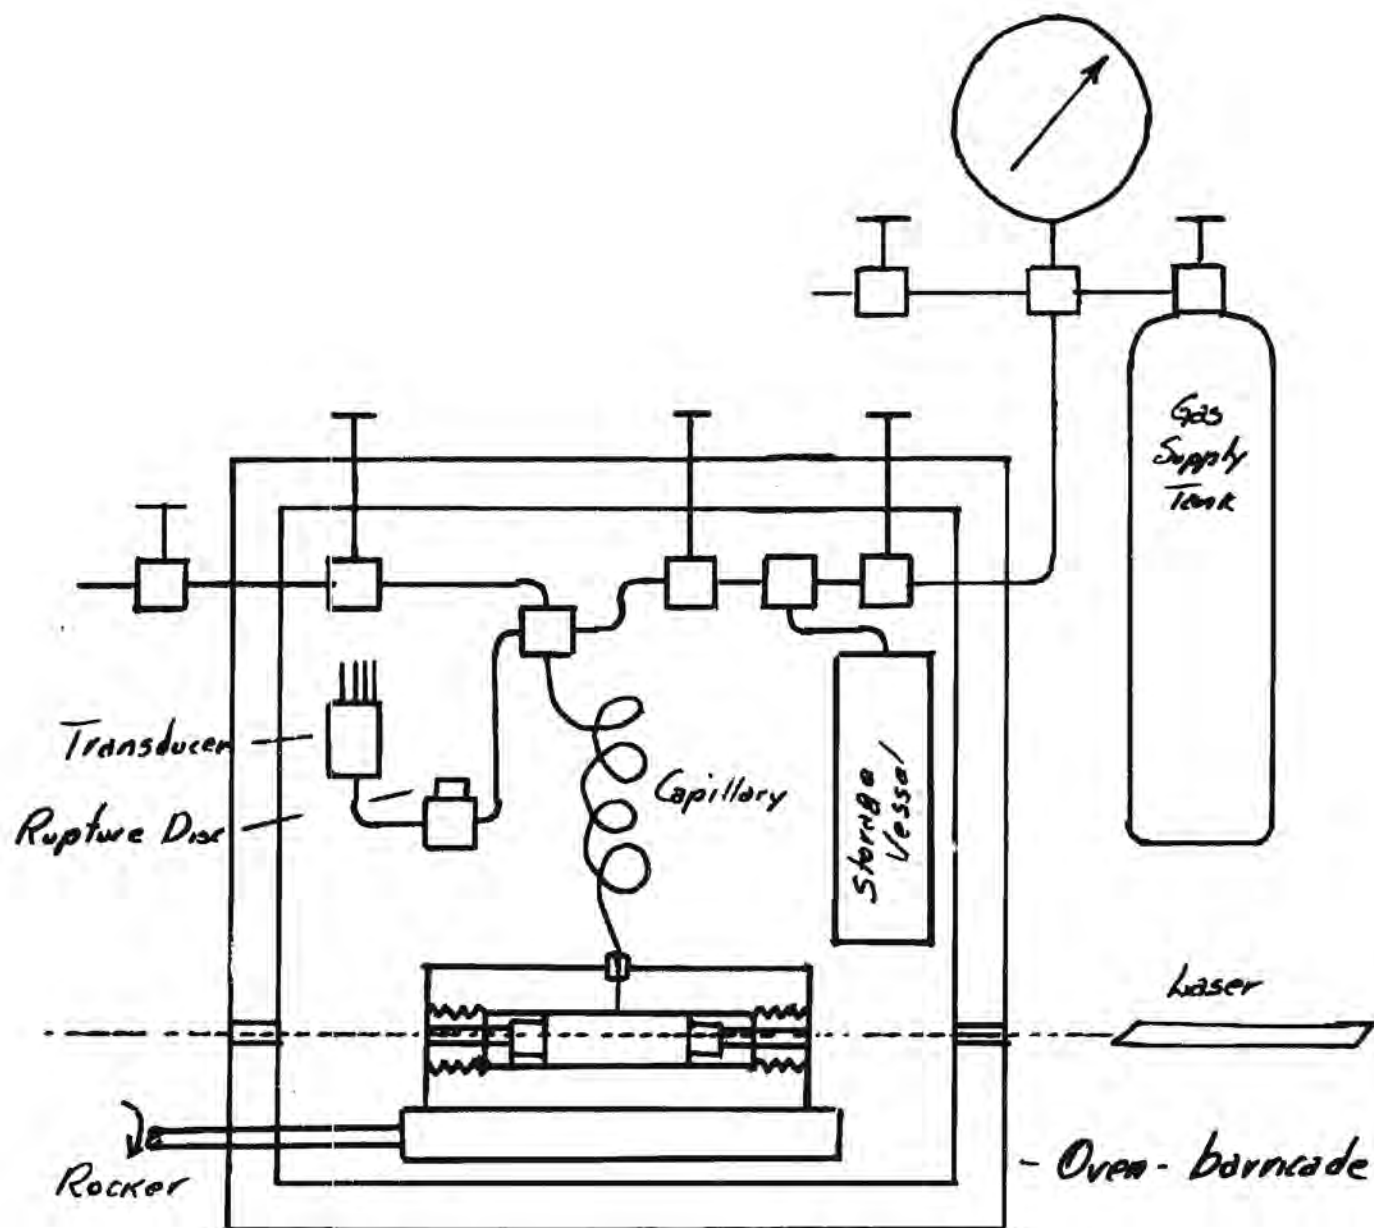 Gas
Supply
Tank
Transducer
Rupture Disc
Capillary
Storage
Vessel
Laser
Rocker
- Oven - barricade